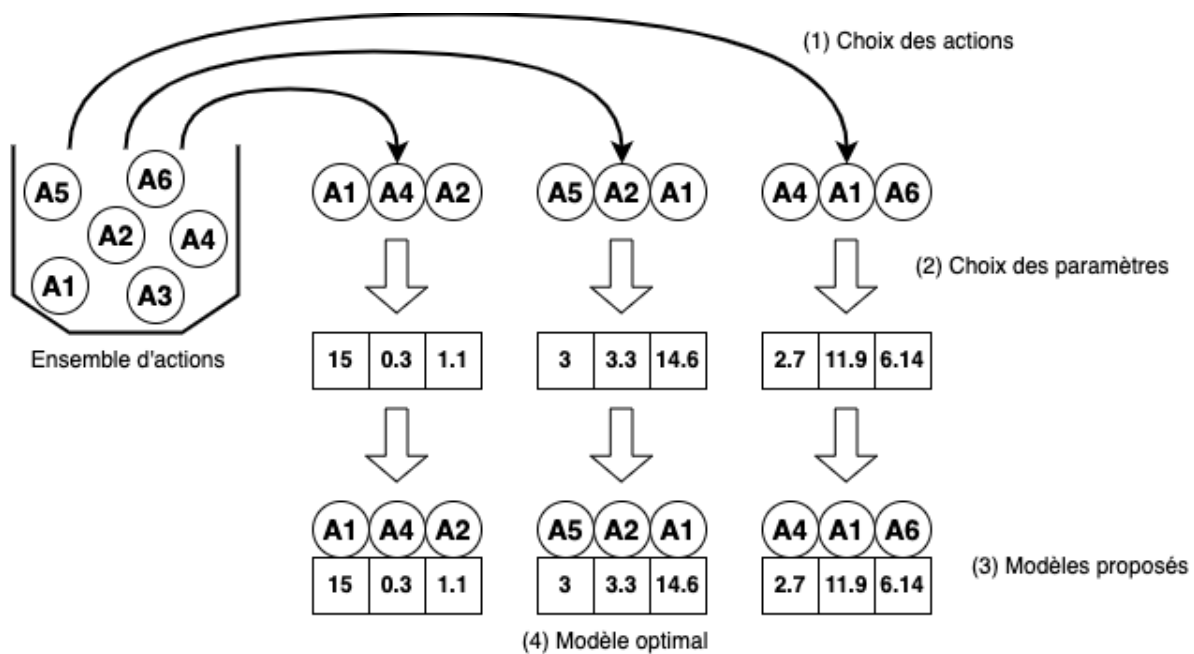 (1) Choix des actions
A5 A6 A2 A4 A1 A3
Ensemble d'actions
A1 A4 A2 A5 A2 A1 A4 A1 A6
(2) Choix des paramètres
15 0.3 1.1 3 3.3 14.6 2.7 11.9 6.14
A1 A4 A2 A5 A2 A1 A4 A1 A6
15 0.3 1.1 3 3.3 14.6 2.7 11.9 6.14
(3) Modèles proposés
(4) Modèle optimal